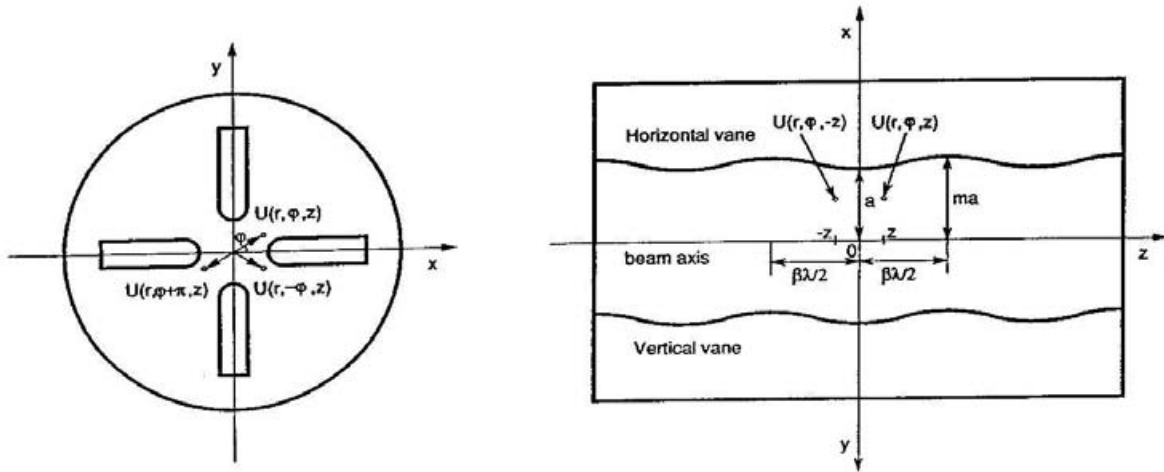 y
U(r,φ,z)
φ
x
U(r,φ+π,z)
U(r,-φ,z)
x
U(r,φ,-z)
U(r,φ,z)
Horizontal vane
a
ma
-z
0
z
z
beam axis
βλ/2
βλ/2
Vertical vane
y